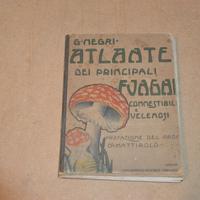 G·NEGRI·
ATLANTE
DEI PRINCIPALI
FUNGHI
COMMESTIBILI
E VELENOSI
PREFAZIONE DEL PROF.
O·MATTIROLO·